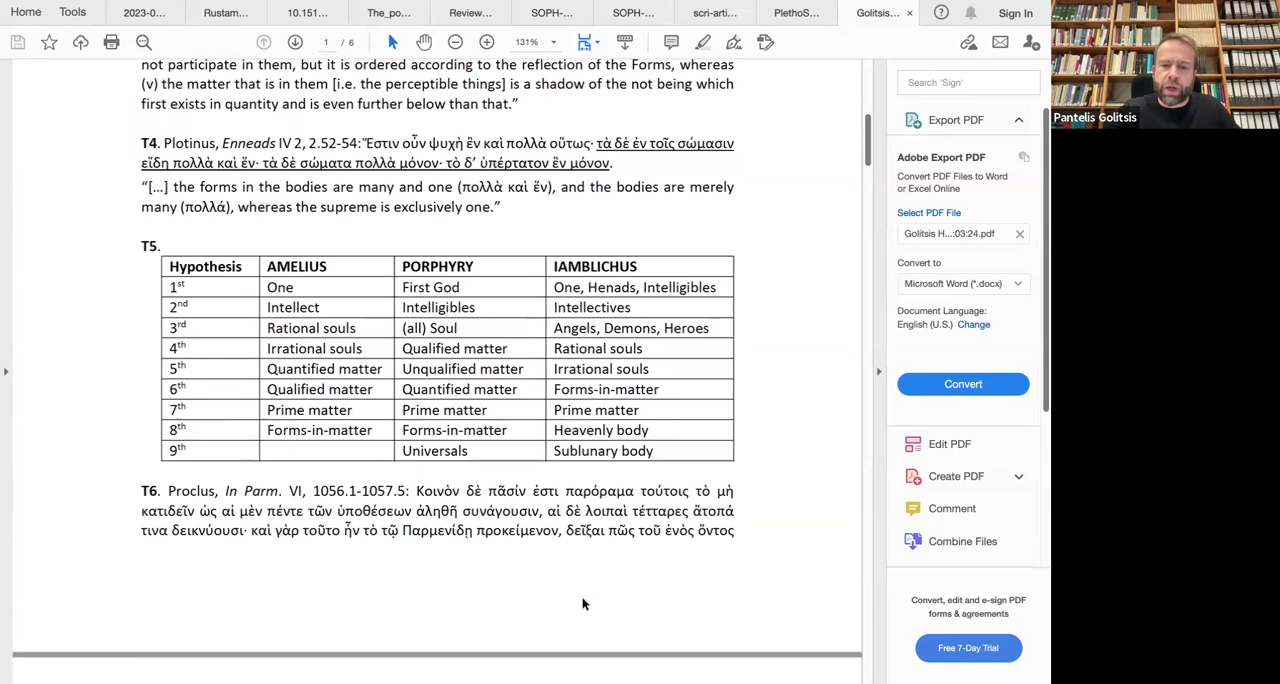 Home Tools 2023-0... Rustam... 10.151... The_po... Review... SOPH-... SOPH-... scri-artí... PlethoS... Golitsis... × Sign In
1 / 6 131%
not participate in them, but it is ordered according to the reflection of the Forms, whereas
(v) the matter that is in them [i.e. the perceptible things] is a shadow of the not being which
first exists in quantity and is even further below than that.”
T4. Plotinus, Enneads IV 2, 2.52-54: Ἔστιν οὖν ψυχὴ ἓν καὶ πολλὰ οὕτως· τὰ δὲ ἐν τοῖς σώμασιν
εἴδη πολλὰ καὶ ἕν· τὰ δὲ σώματα πολλὰ μόνον· τὸ δ’ ὑπέρτατον ἓν μόνον.
“[…] the forms in the bodies are many and one (πολλὰ καὶ ἕν), and the bodies are merely
many (πολλά), whereas the supreme is exclusively one.”
T5.
Hypothesis AMELIUS PORPHYRY IAMBLICHUS
1st One First God One, Henads, Intelligibles
2nd Intellect Intelligibles Intellectives
3rd Rational souls (all) Soul Angels, Demons, Heroes
4th Irrational souls Qualified matter Rational souls
5th Quantified matter Unqualified matter Irrational souls
6th Qualified matter Quantified matter Forms-in-matter
7th Prime matter Prime matter Prime matter
8th Forms-in-matter Forms-in-matter Heavenly body
9th Universals Sublunary body
T6. Proclus, In Parm. VI, 1056.1-1057.5: Κοινὸν δὲ πᾶσίν ἐστι παρόραμα τούτοις τὸ μὴ
κατιδεῖν ὡς αἱ μὲν πέντε τῶν ὑποθέσεων ἀληθῆ συνάγουσιν, αἱ δὲ λοιπαὶ τέτταρες ἄτοπά
τινα δεικνύουσι· καὶ γὰρ τοῦτο ἦν τὸ τῷ Παρμενίδῃ προκείμενον, δεῖξαι πῶς τοῦ ἑνὸς ὄντος
Search 'Sign'
Export PDF
Adobe Export PDF
Convert PDF Files to Word
or Excel Online
Select PDF File
Golitsis H...:03:24.pdf
Convert to
Microsoft Word (*.docx)
Document Language:
English (U.S.) Change
Convert
Edit PDF
Create PDF
Comment
Combine Files
Create, edit and e-sign PDF
forms & agreements
Free 7-Day Trial
Pantelis Golitsis